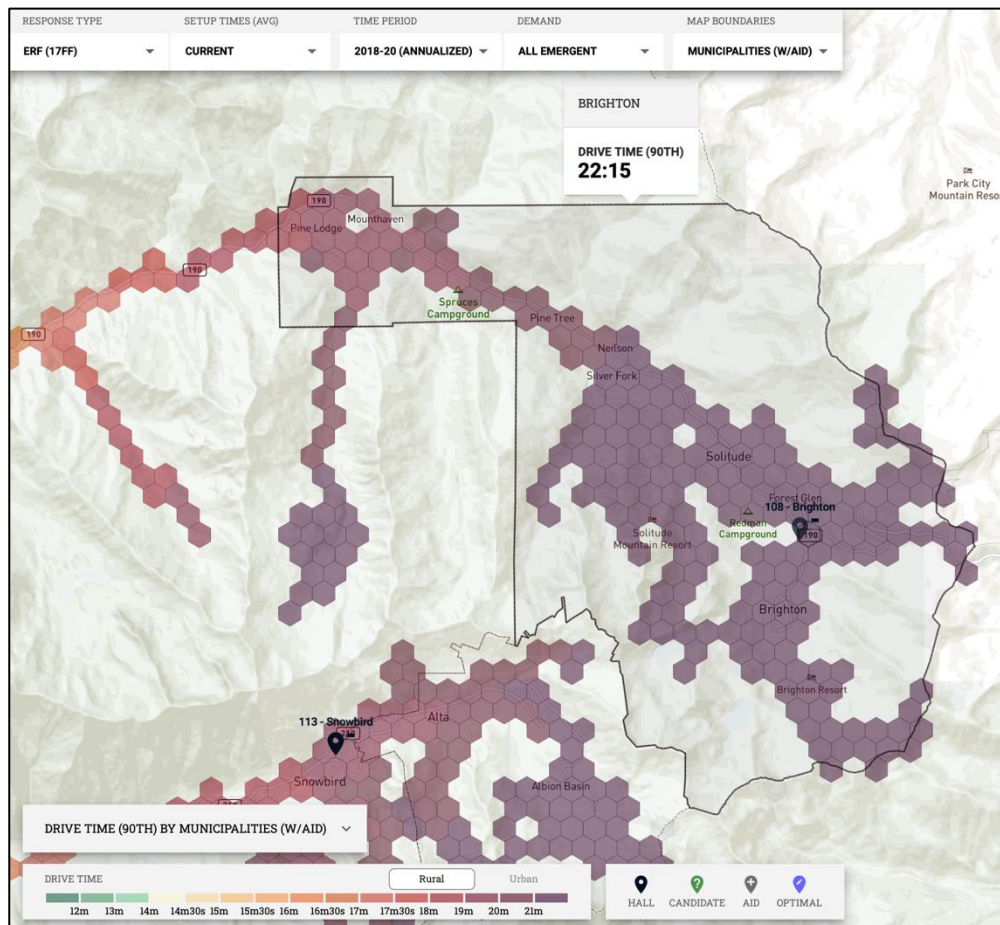 RESPONSE TYPE
SETUP TIMES (AVG)
TIME PERIOD
DEMAND
MAP BOUNDARIES
ERF (17FF)
CURRENT
2018-20 (ANNUALIZED)
ALL EMERGENT
MUNICIPALITIES (W/AID)
BRIGHTON
DRIVE TIME (90TH)
22:15
Park City
Mountain Reso
190
Mounthaven
Pine Lodge
190
Spruces
Campground
Pine Tree
190
Neilson
Silver Fork
Solitude
Forest Glen
108 - Brighton
Redman
Campground
190
Solitude
Mountain Resort
Brighton
Brighton Resort
113 - Snowbird
Alta
Snowbird
Albion Basin
DRIVE TIME (90TH) BY MUNICIPALITIES (W/AID)
DRIVE TIME
Rural
Urban
12m 13m 14m 14m30s 15m 15m30s 16m 16m30s 17m 17m30s 18m 19m 20m 21m
HALL
CANDIDATE
AID
OPTIMAL